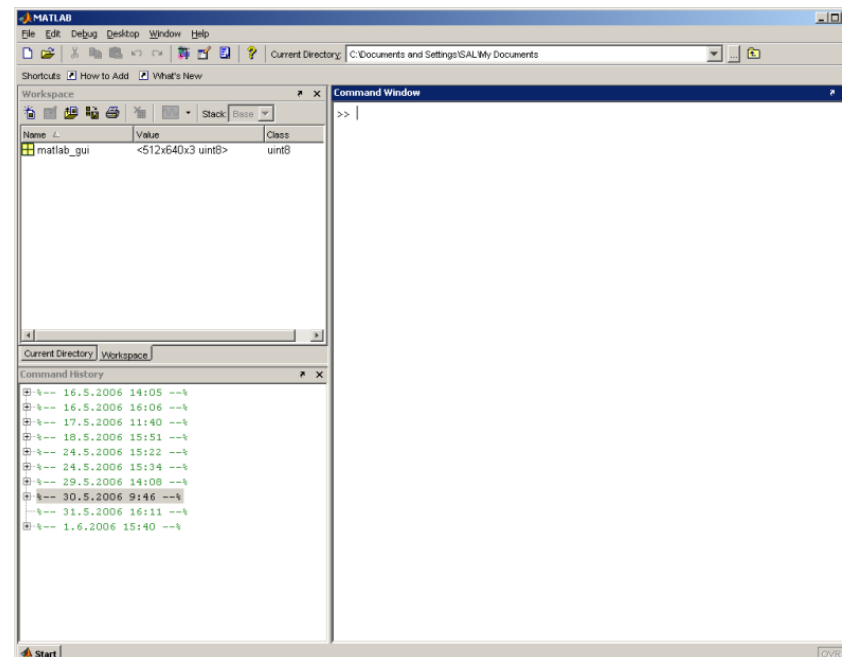 MATLAB
File Edit Debug Desktop Window Help
Current Directory: C:\Documents and Settings\SAL\My Documents
Shortcuts How to Add What's New
Workspace
Stack: Base
Name Value Class
matlab_gui <512x640x3 uint8> uint8
Current Directory Workspace
Command History
%-- 16.5.2006 14:05 --%
%-- 16.5.2006 16:06 --%
%-- 17.5.2006 11:40 --%
%-- 18.5.2006 15:51 --%
%-- 24.5.2006 15:22 --%
%-- 24.5.2006 15:34 --%
%-- 29.5.2006 14:08 --%
%-- 30.5.2006 9:46 --%
%-- 31.5.2006 16:11 --%
%-- 1.6.2006 15:40 --%
Command Window
>>
Start
OVR